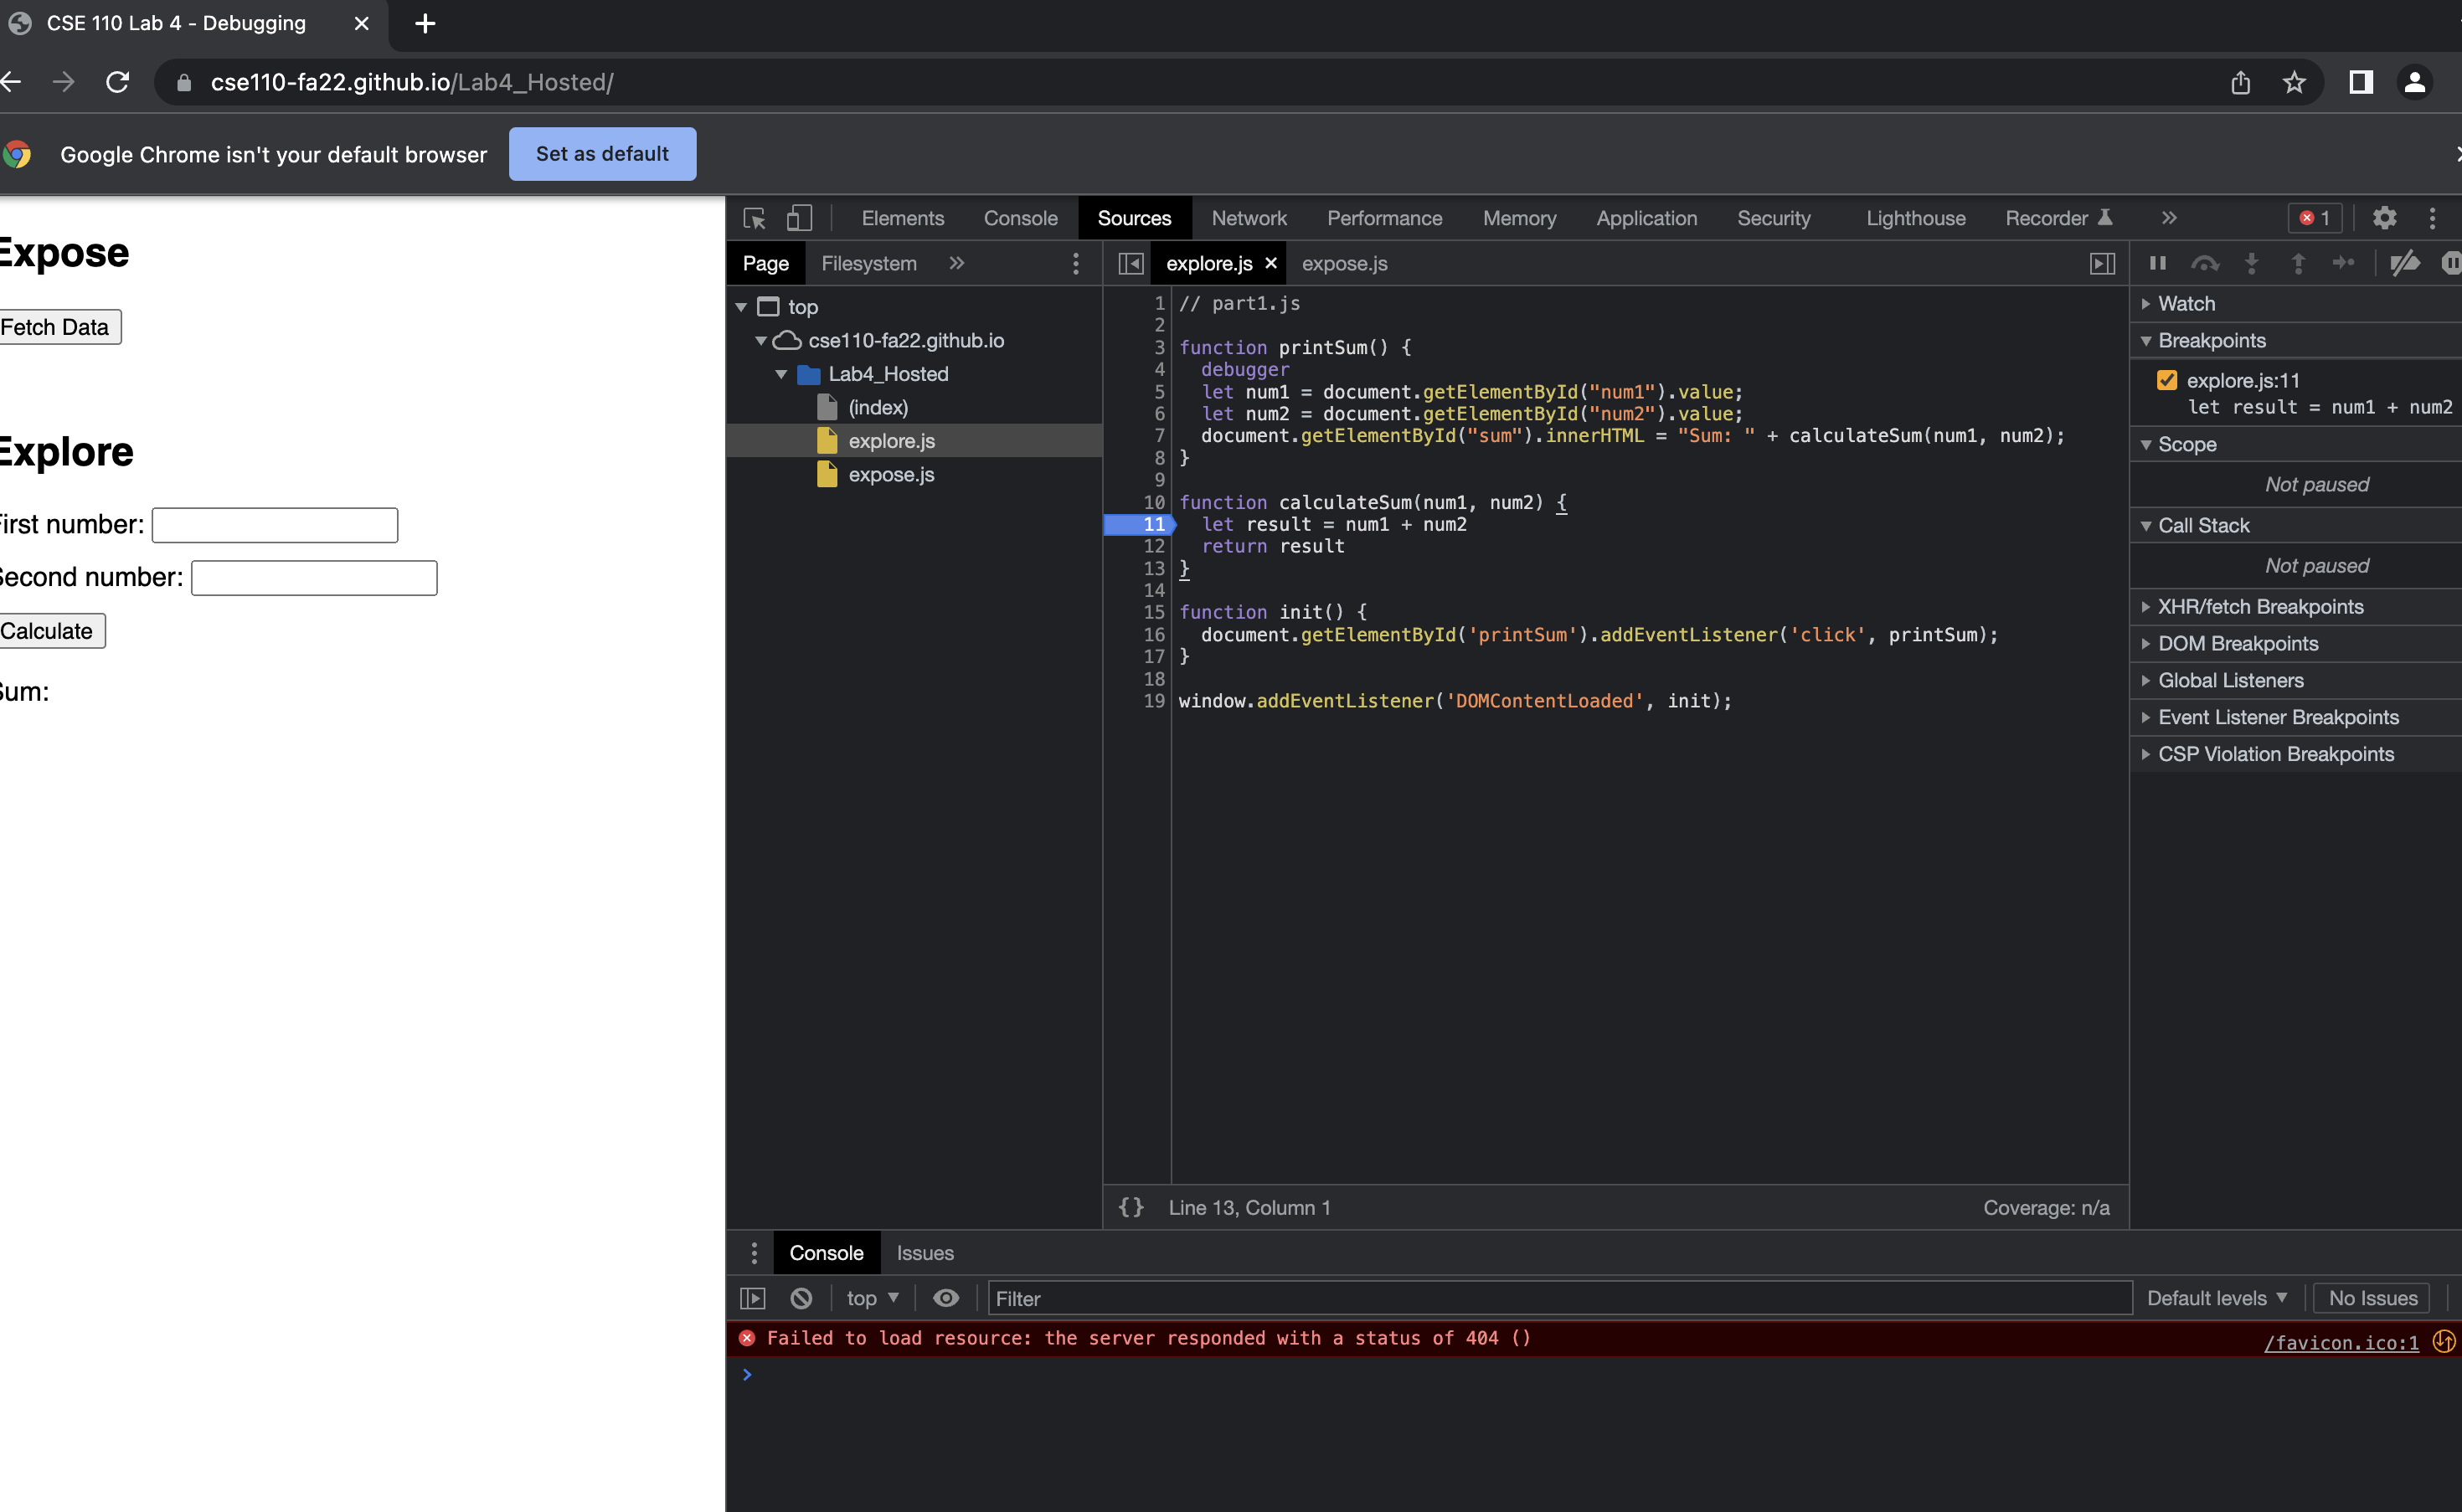 CSE 110 Lab 4 - Debugging
cse110-fa22.github.io/Lab4_Hosted/
Google Chrome isn't your default browser
Set as default
Expose
Fetch Data
Explore
First number:
Second number:
Calculate
Sum:
Elements Console Sources Network Performance Memory Application Security Lighthouse Recorder 1
Page Filesystem
top
cse110-fa22.github.io
Lab4_Hosted
(index)
explore.js
expose.js
explore.js expose.js
1 // part1.js
2
3 function printSum() {
4 debugger
5 let num1 = document.getElementById("num1").value;
6 let num2 = document.getElementById("num2").value;
7 document.getElementById("sum").innerHTML = "Sum: " + calculateSum(num1, num2);
8 }
9
10 function calculateSum(num1, num2) {
11 let result = num1 + num2
12 return result
13 }
14
15 function init() {
16 document.getElementById('printSum').addEventListener('click', printSum);
17 }
18
19 window.addEventListener('DOMContentLoaded', init);
{} Line 13, Column 1 Coverage: n/a
Watch
Breakpoints
explore.js:11
let result = num1 + num2
Scope
Not paused
Call Stack
Not paused
XHR/fetch Breakpoints
DOM Breakpoints
Global Listeners
Event Listener Breakpoints
CSP Violation Breakpoints
Console Issues
top Filter Default levels No Issues
Failed to load resource: the server responded with a status of 404 () /favicon.ico:1